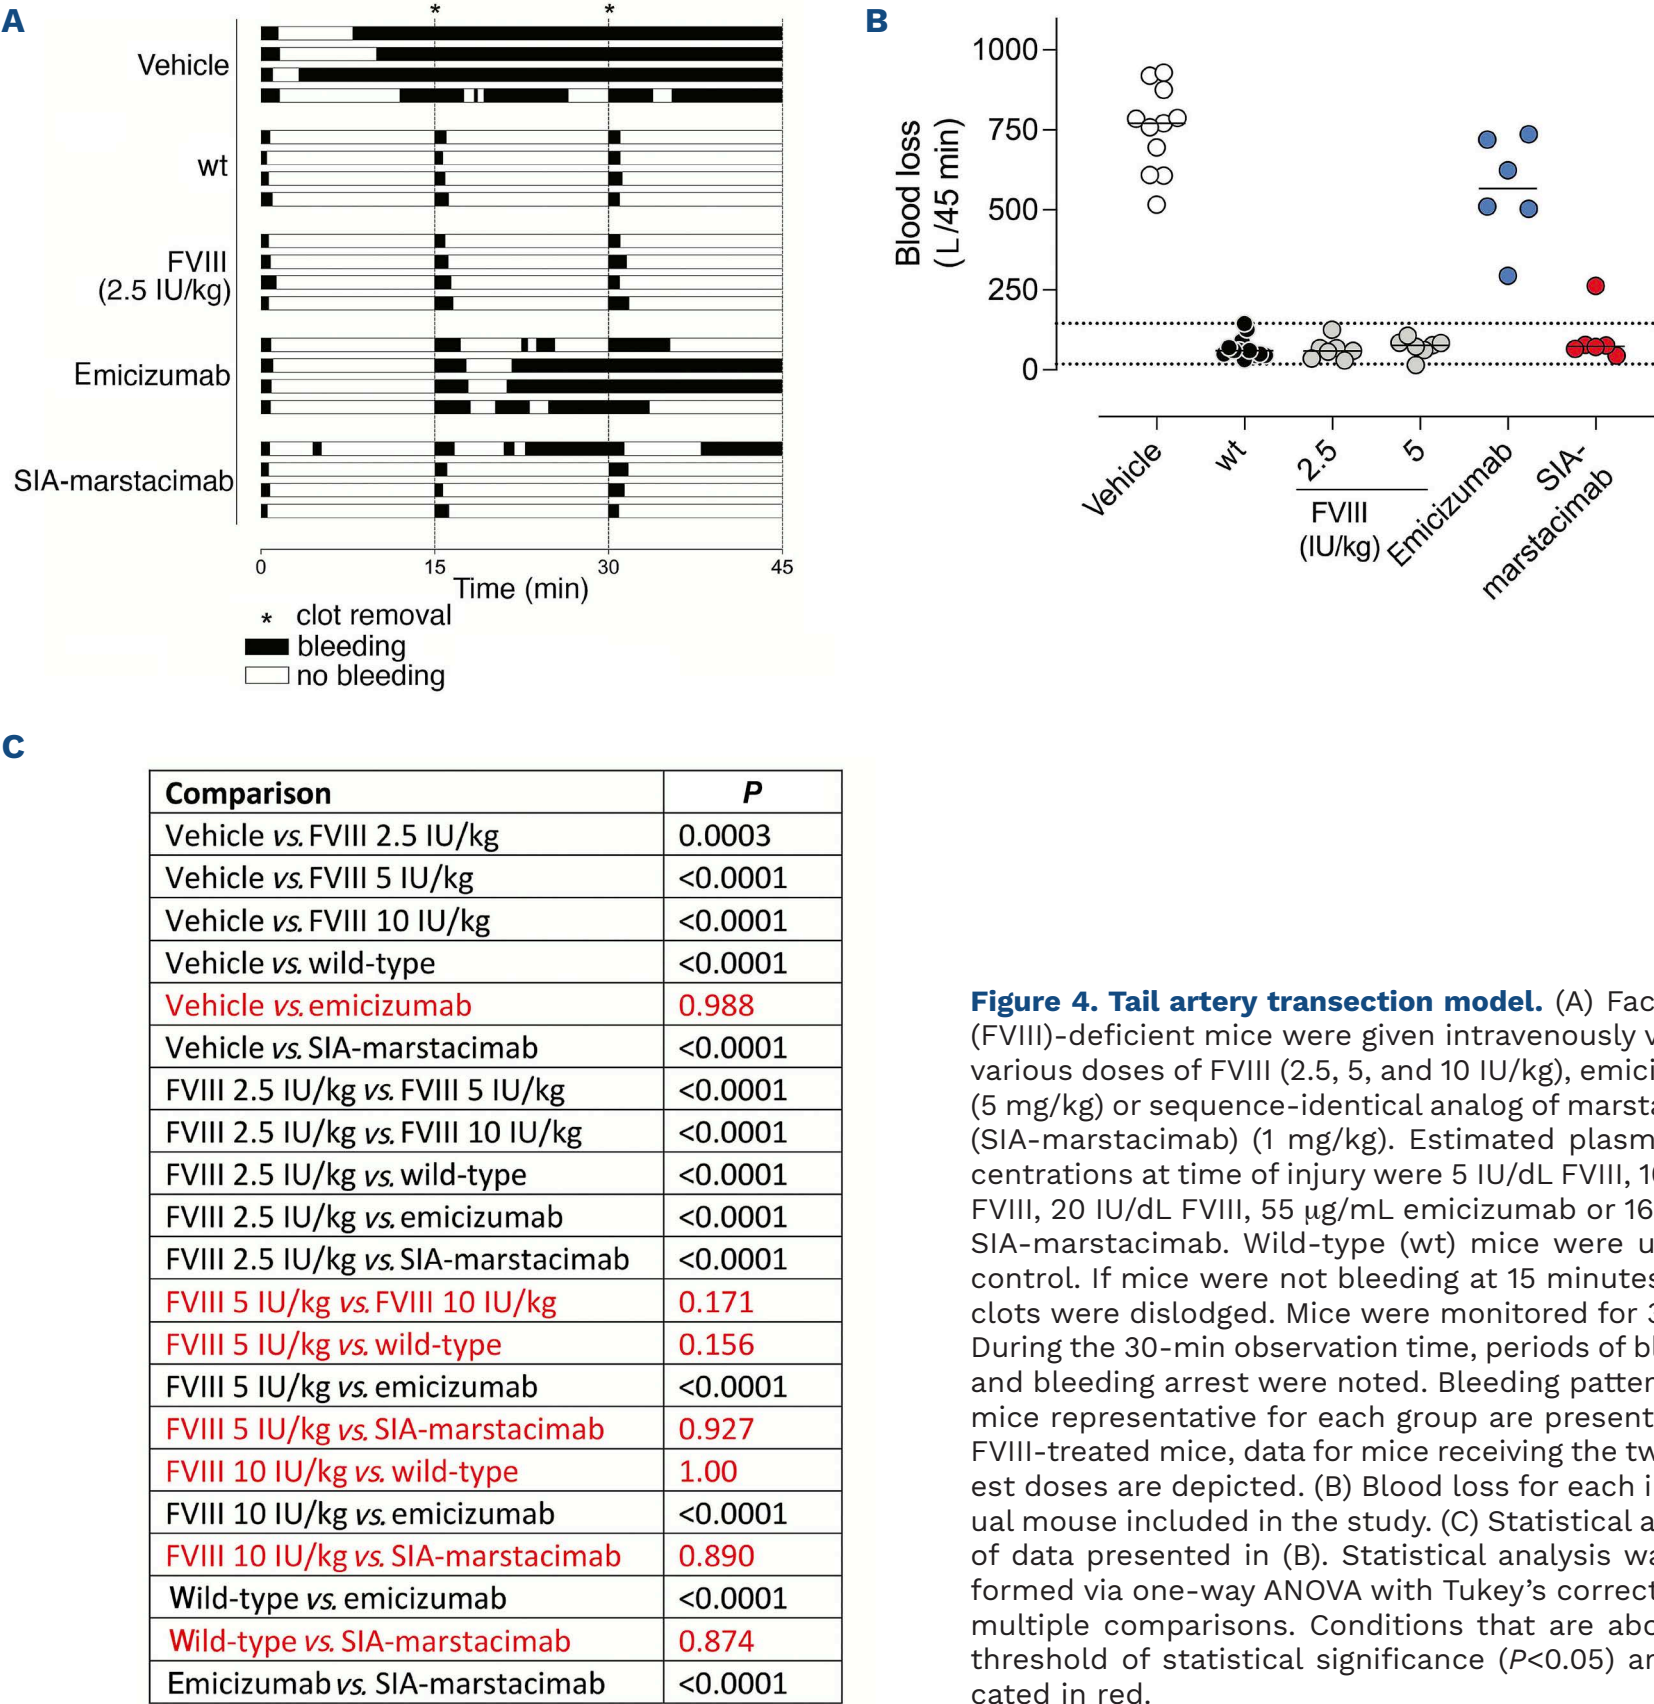 A
* *
Vehicle
wt
FVIII
(2.5 IU/kg)
Emicizumab
SIA-marstacimab
0 15 30 45
Time (min)
* clot removal
bleeding
no bleeding
B
Blood loss
(L/45 min)
1000
750
500
250
0
Vehicle
wt
2.5
5
FVIII
(IU/kg)
Emicizumab
SIA-
marstacimab
C
Comparison P
Vehicle vs. FVIII 2.5 IU/kg 0.0003
Vehicle vs. FVIII 5 IU/kg <0.0001
Vehicle vs. FVIII 10 IU/kg <0.0001
Vehicle vs. wild-type <0.0001
Vehicle vs. emicizumab 0.988
Vehicle vs. SIA-marstacimab <0.0001
FVIII 2.5 IU/kg vs. FVIII 5 IU/kg <0.0001
FVIII 2.5 IU/kg vs. FVIII 10 IU/kg <0.0001
FVIII 2.5 IU/kg vs. wild-type <0.0001
FVIII 2.5 IU/kg vs. emicizumab <0.0001
FVIII 2.5 IU/kg vs. SIA-marstacimab <0.0001
FVIII 5 IU/kg vs. FVIII 10 IU/kg 0.171
FVIII 5 IU/kg vs. wild-type 0.156
FVIII 5 IU/kg vs. emicizumab <0.0001
FVIII 5 IU/kg vs. SIA-marstacimab 0.927
FVIII 10 IU/kg vs. wild-type 1.00
FVIII 10 IU/kg vs. emicizumab <0.0001
FVIII 10 IU/kg vs. SIA-marstacimab 0.890
Wild-type vs. emicizumab <0.0001
Wild-type vs. SIA-marstacimab 0.874
Emicizumab vs. SIA-marstacimab <0.0001
Figure 4. Tail artery transection model. (A) Fac
(FVIII)-deficient mice were given intravenously v
various doses of FVIII (2.5, 5, and 10 IU/kg), emici
(5 mg/kg) or sequence-identical analog of marsta
(SIA-marstacimab) (1 mg/kg). Estimated plasm
centrations at time of injury were 5 IU/dL FVIII, 1
FVIII, 20 IU/dL FVIII, 55 μg/mL emicizumab or 16
SIA-marstacimab. Wild-type (wt) mice were u
control. If mice were not bleeding at 15 minutes
clots were dislodged. Mice were monitored for 3
During the 30-min observation time, periods of bl
and bleeding arrest were noted. Bleeding patter
mice representative for each group are present
FVIII-treated mice, data for mice receiving the tw
est doses are depicted. (B) Blood loss for each i
ual mouse included in the study. (C) Statistical a
of data presented in (B). Statistical analysis wa
formed via one-way ANOVA with Tukey's correct
multiple comparisons. Conditions that are abo
threshold of statistical significance (P<0.05) ar
cated in red.